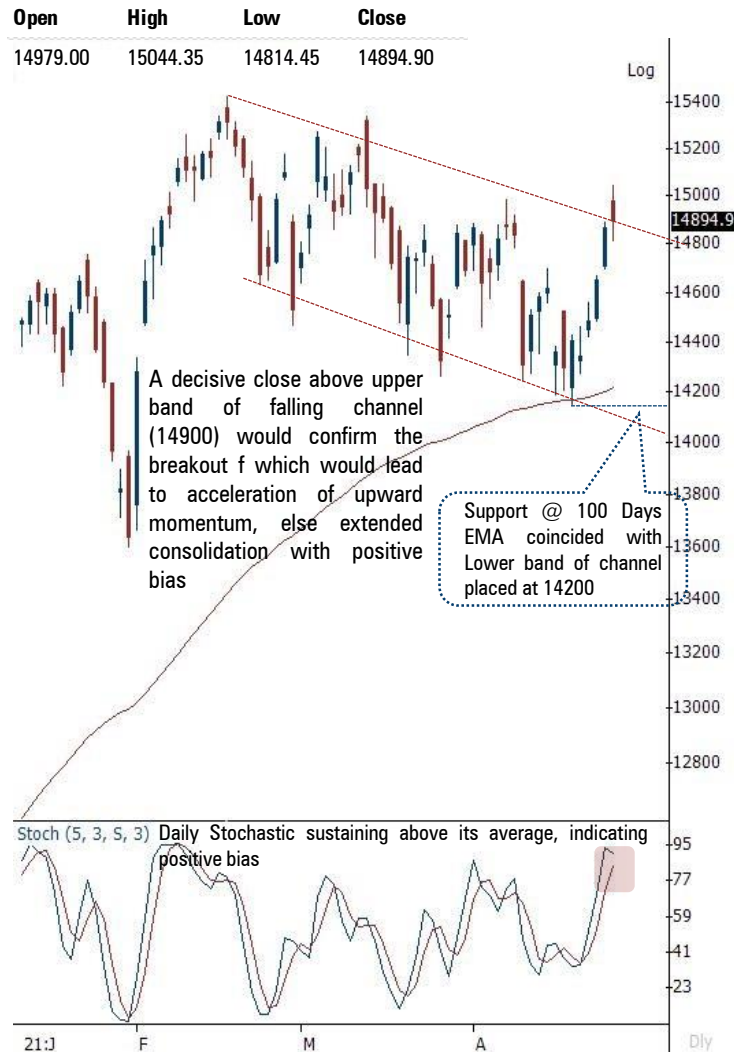 Open High Low Close
14979.00 15044.35 14814.45 14894.90
Log
15400
15200
15000
14894.9
14800
14600
14400
14200
14000
13800
13600
13400
13200
13000
12800
A decisive close above upper
band of falling channel
(14900) would confirm the
breakout f which would lead
to acceleration of upward
momentum, else extended
consolidation with positive
bias
Support @ 100 Days
EMA coincided with
Lower band of channel
placed at 14200
Stoch (5, 3, S, 3) Daily Stochastic sustaining above its average, indicating
positive bias
95
77
59
41
23
21:J F M A Dly